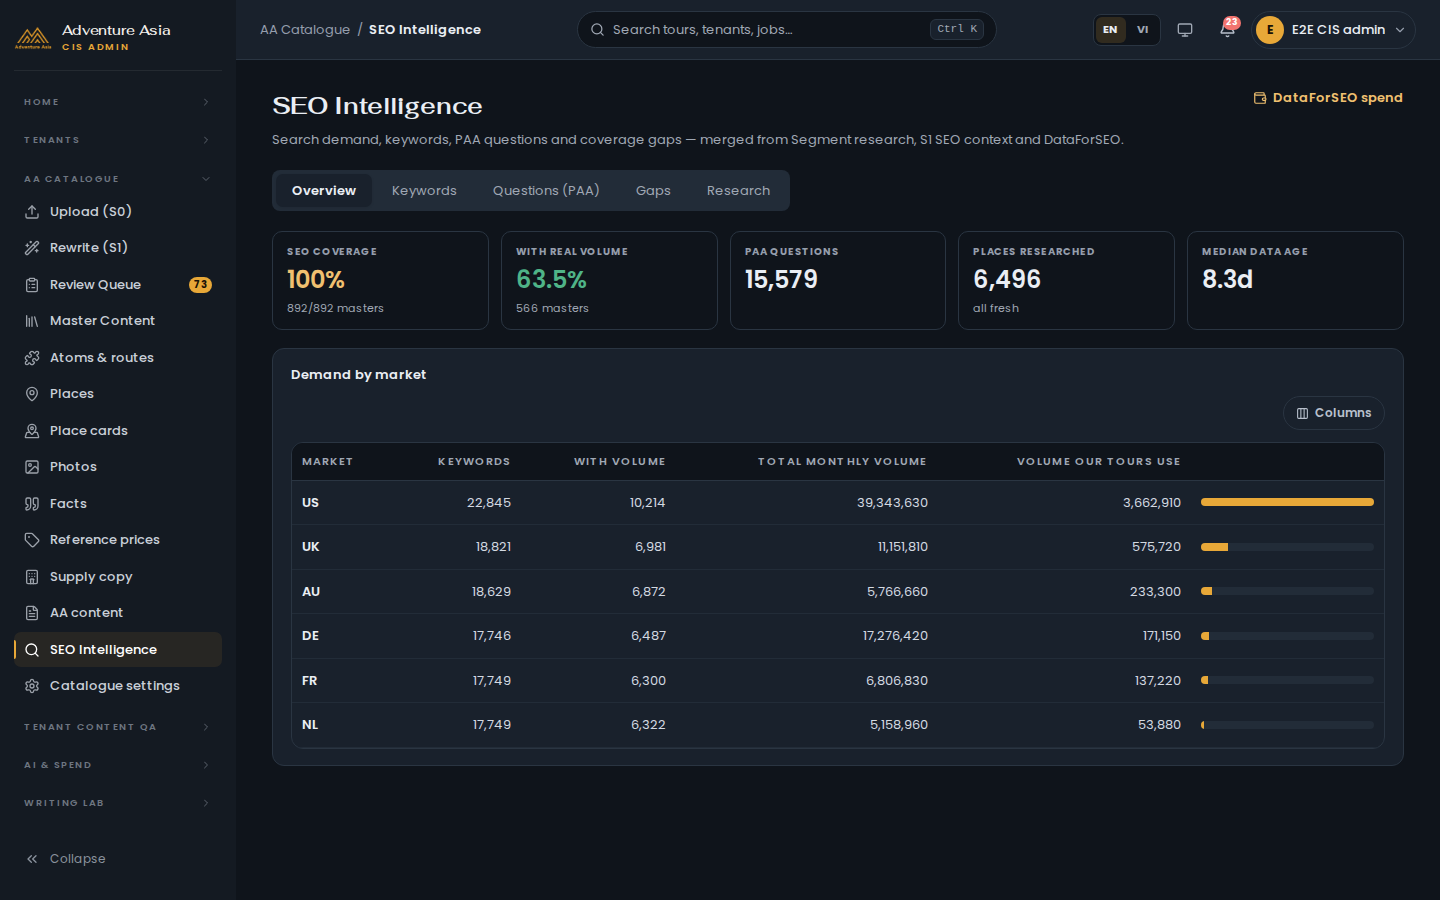 Adventure Asia
CIS ADMIN
Adventure Asia
AA Catalogue / SEO Intelligence
Search tours, tenants, jobs...
Ctrl K
EN
VI
23
E
E2E CIS admin
HOME
TENANTS
AA CATALOGUE
Upload (S0)
Rewrite (S1)
Review Queue
73
Master Content
Atoms & routes
Places
Place cards
Photos
Facts
Reference prices
Supply copy
AA content
SEO Intelligence
Catalogue settings
TENANT CONTENT QA
AI & SPEND
WRITING LAB
Collapse
SEO Intelligence
DataForSEO spend
Search demand, keywords, PAA questions and coverage gaps — merged from Segment research, S1 SEO context and DataForSEO.
Overview
Keywords
Questions (PAA)
Gaps
Research
SEO COVERAGE
100%
892/892 masters
WITH REAL VOLUME
63.5%
566 masters
PAA QUESTIONS
15,579
PLACES RESEARCHED
6,496
all fresh
MEDIAN DATA AGE
8.3d
Demand by market
Columns
MARKET KEYWORDS WITH VOLUME TOTAL MONTHLY VOLUME VOLUME OUR TOURS USE
US 22,845 10,214 39,343,630 3,662,910
UK 18,821 6,981 11,151,810 575,720
AU 18,629 6,872 5,766,660 233,300
DE 17,746 6,487 17,276,420 171,150
FR 17,749 6,300 6,806,830 137,220
NL 17,749 6,322 5,158,960 53,880